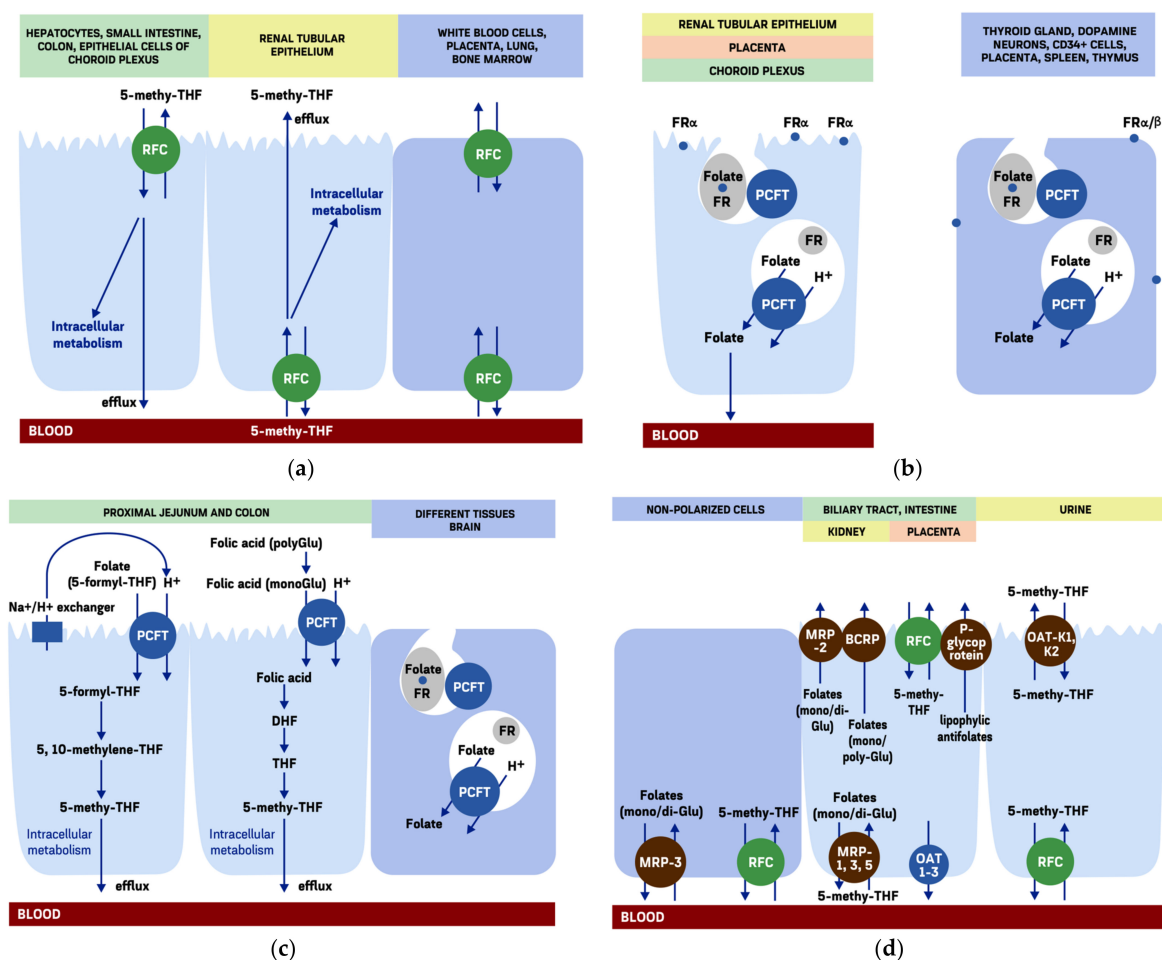 HEPATOCYTES, SMALL INTESTINE,
COLON, EPITHELIAL CELLS OF
CHOROID PLEXUS
RENAL TUBULAR
EPITHELIUM
WHITE BLOOD CELLS,
PLACENTA, LUNG,
BONE MARROW
5-methy-THF
5-methy-THF
efflux
RFC
RFC
Intracellular
metabolism
Intracellular
metabolism
RFC
RFC
efflux
BLOOD
5-methy-THF
(a)
RENAL TUBULAR EPITHELIUM
PLACENTA
CHOROID PLEXUS
THYROID GLAND, DOPAMINE
NEURONS, CD34+ CELLS,
PLACENTA, SPLEEN, THYMUS
FRα
FRα
FRα
FRα/β
Folate
FR
PCFT
FR
Folate
H+
PCFT
Folate
Folate
FR
PCFT
FR
Folate
H+
PCFT
Folate
BLOOD
(b)
PROXIMAL JEJUNUM AND COLON
DIFFERENT TISSUES
BRAIN
Folic acid (polyGlu)
Folate
(5-formyl-THF)
H+
Folic acid (monoGlu)
H+
Na+/H+ exchanger
PCFT
PCFT
5-formyl-THF
5, 10-methylene-THF
5-methy-THF
Intracellular
metabolism
efflux
Folic acid
DHF
THF
5-methy-THF
Intracellular
metabolism
efflux
Folate
FR
PCFT
FR
Folate
H+
PCFT
Folate
BLOOD
(c)
NON-POLARIZED CELLS
BILIARY TRACT, INTESTINE
KIDNEY
PLACENTA
URINE
5-methy-THF
MRP
-2
BCRP
RFC
P-
glycop
rotein
OAT-K1,
K2
Folates
(mono/di-
Glu)
Folates
(mono/
poly-Glu)
5-methy-
THF
lipophylic
antifolates
5-methy-THF
Folates
(mono/di-Glu)
5-methy-THF
Folates
(mono/di-Glu)
5-methy-THF
MRP-3
RFC
MRP-
1, 3, 5
OAT
1-3
RFC
5-methy-THF
BLOOD
(d)